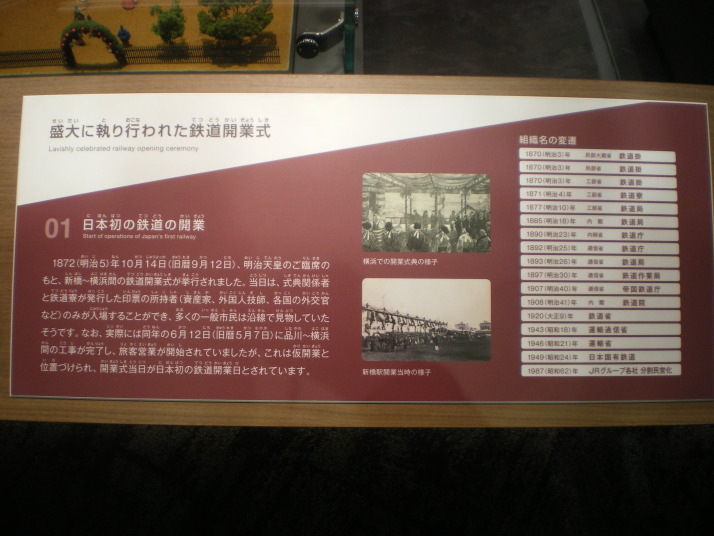 盛大に執り行われた鉄道開業式
Lavishly celebrated railway opening ceremony
01 日本初の鉄道の開業
Start of operations of Japan's first railway
1872(明治5)年10月14日(旧暦9月12日)、明治天皇のご臨席の
もと、新橋〜横浜間の鉄道開業式が挙行されました。当日は、式典関係者
と鉄道寮が発行した印票の所持者(資産家、外国人技師、各国の外交官
など)のみが入場することができ、多くの一般市民は沿線で見物していた
そうです。なお、実際には同年の6月12日(旧暦5月7日)に品川〜横浜
間の工事が完了し、旅客営業が開始されていましたが、これは仮開業と
位置づけられ、開業式当日が日本初の鉄道開業日とされています。
横浜での開業式典の様子
新橋駅開業当時の様子
組織名の変遷
1870(明治3)年 民部大蔵省 鉄道掛
1870(明治3)年 民部省 鉄道掛
1870(明治3)年 工部省 鉄道掛
1871(明治4)年 工部省 鉄道寮
1877(明治10)年 工部省 鉄道局
1885(明治18)年 内閣 鉄道局
1890(明治23)年 内務省 鉄道庁
1892(明治25)年 逓信省 鉄道庁
1893(明治26)年 逓信省 鉄道局
1897(明治30)年 逓信省 鉄道作業局
1907(明治40)年 逓信省 帝国鉄道庁
1908(明治41)年 内閣 鉄道院
1920(大正9)年 鉄道省
1943(昭和18)年 運輸通信省
1945(昭和20)年 運輸省
1949(昭和24)年 日本国有鉄道
1987(昭和62)年 JRグループ各社 分割民営化